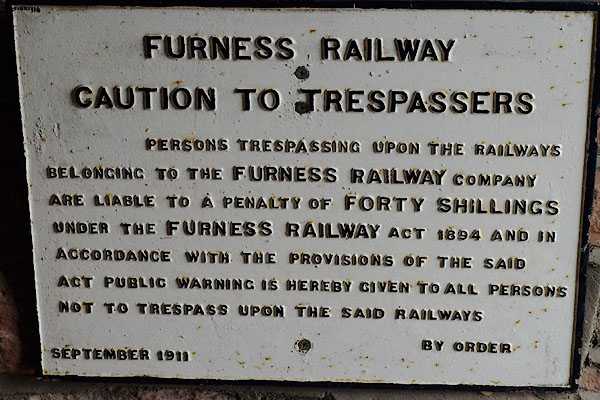 FURNESS RAILWAY
CAUTION TO TRESPASSERS
PERSONS TRESPASSING UPON THE RAILWAYS
BELONGING TO THE FURNESS RAILWAY COMPANY
ARE LIABLE TO A PENALTY OF FORTY SHILLINGS
UNDER THE FURNESS RAILWAY ACT 1894 AND IN
ACCORDANCE WITH THE PROVISIONS OF THE SAID
ACT PUBLIC WARNING IS HEREBY GIVEN TO ALL PERSONS
NOT TO TRESPASS UPON THE SAID RAILWAYS
BY ORDER
SEPTEMBER 1911